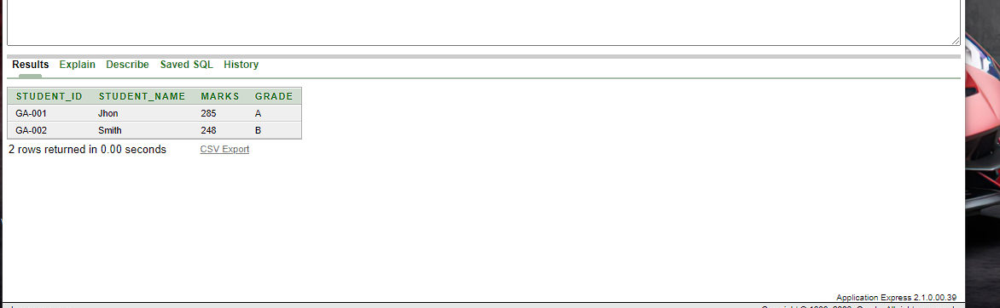 Results Explain Describe Saved SQL History
STUDENT_ID STUDENT_NAME MARKS GRADE
GA-001 Jhon 285 A
GA-002 Smith 248 B
2 rows returned in 0.00 seconds CSV Export
Application Express 2.1.0.00.39